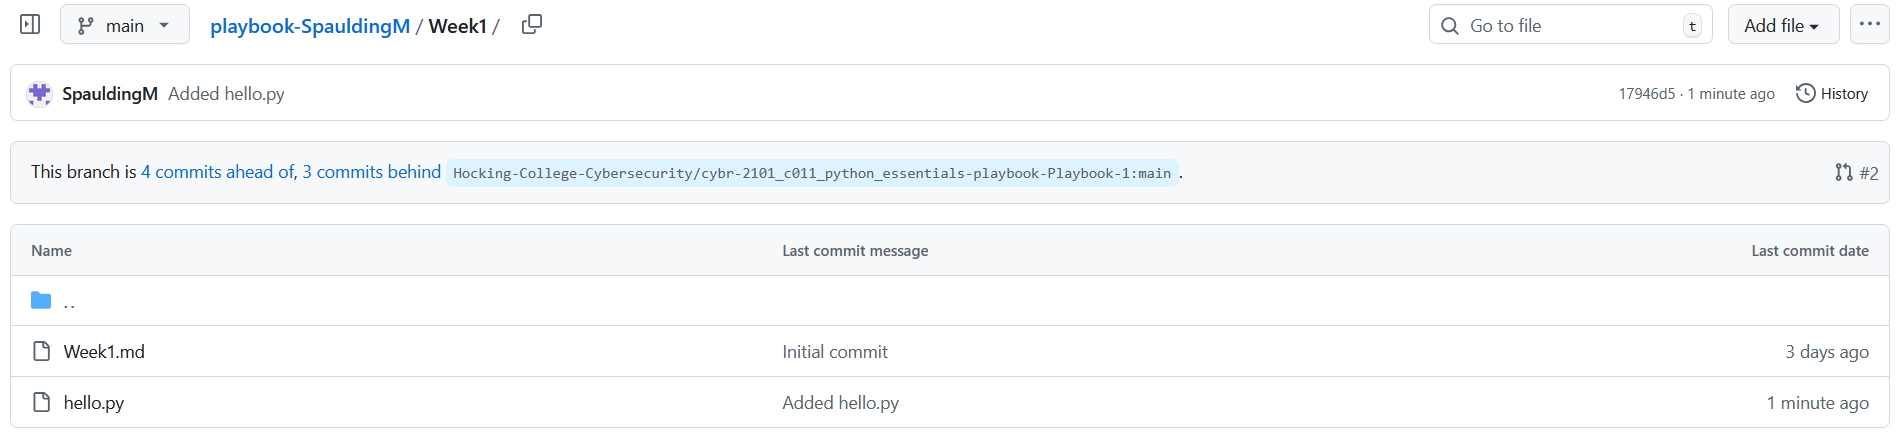 main playbook-SpauldingM / Week1 / Go to file t Add file ...
SpauldingM Added hello.py 17946d5 · 1 minute ago History
This branch is 4 commits ahead of, 3 commits behind Hocking-College-Cybersecurity/cybr-2101_c011_python_essentials-playbook-Playbook-1:main . #2
Name Last commit message Last commit date
..
Week1.md Initial commit 3 days ago
hello.py Added hello.py 1 minute ago